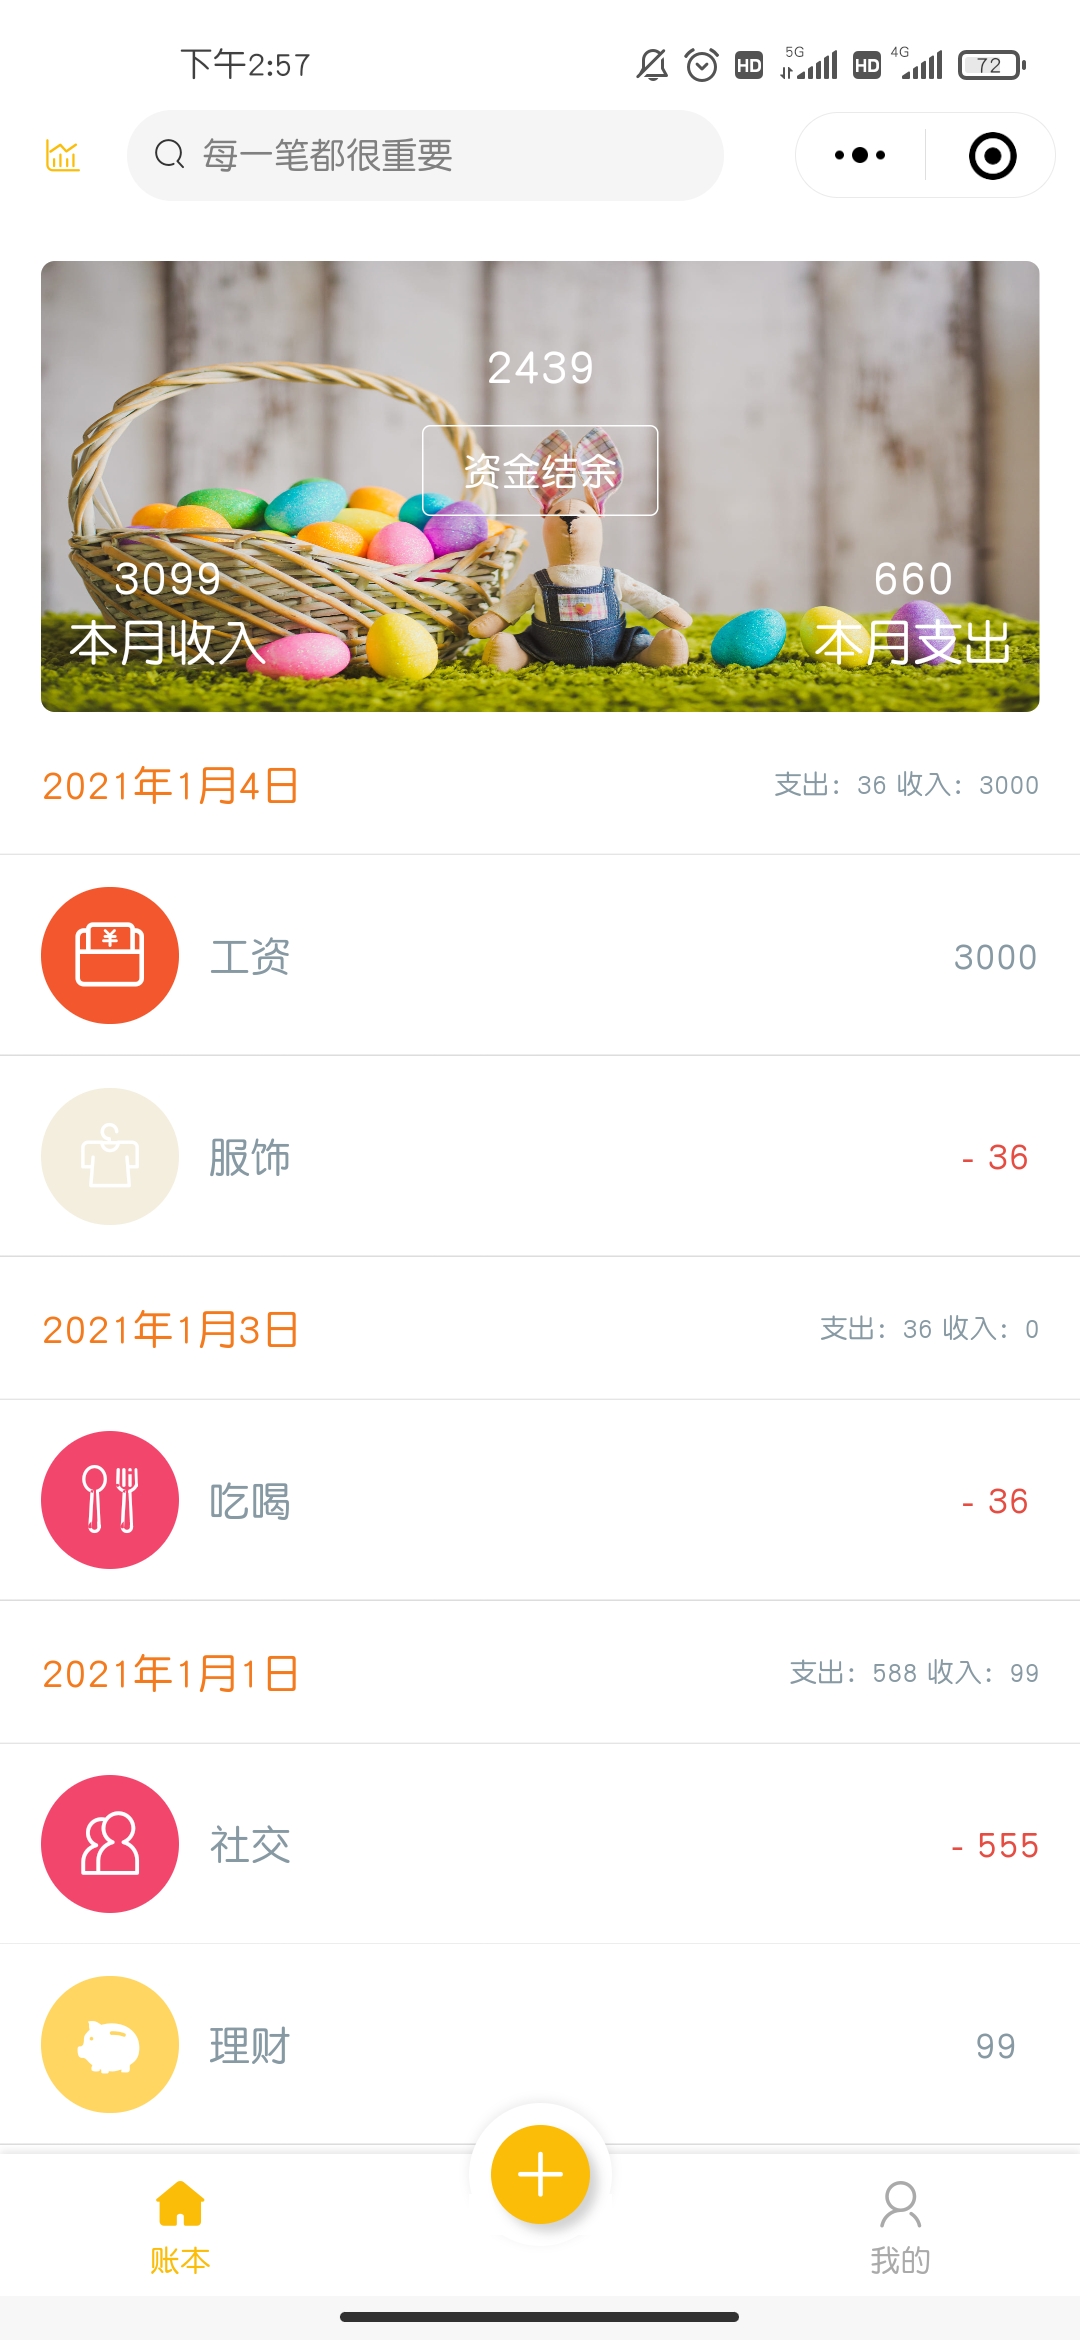 下午2:57
HD 5G HD 4G 72
每一笔都很重要
2439
资金结余
3099
660
本月收入
本月支出
2021年1月4日
支出：36 收入：3000
¥
工资
3000
服饰
- 36
2021年1月3日
支出：36 收入：0
吃喝
- 36
2021年1月1日
支出：588 收入：99
社交
- 555
理财
99
账本
我的